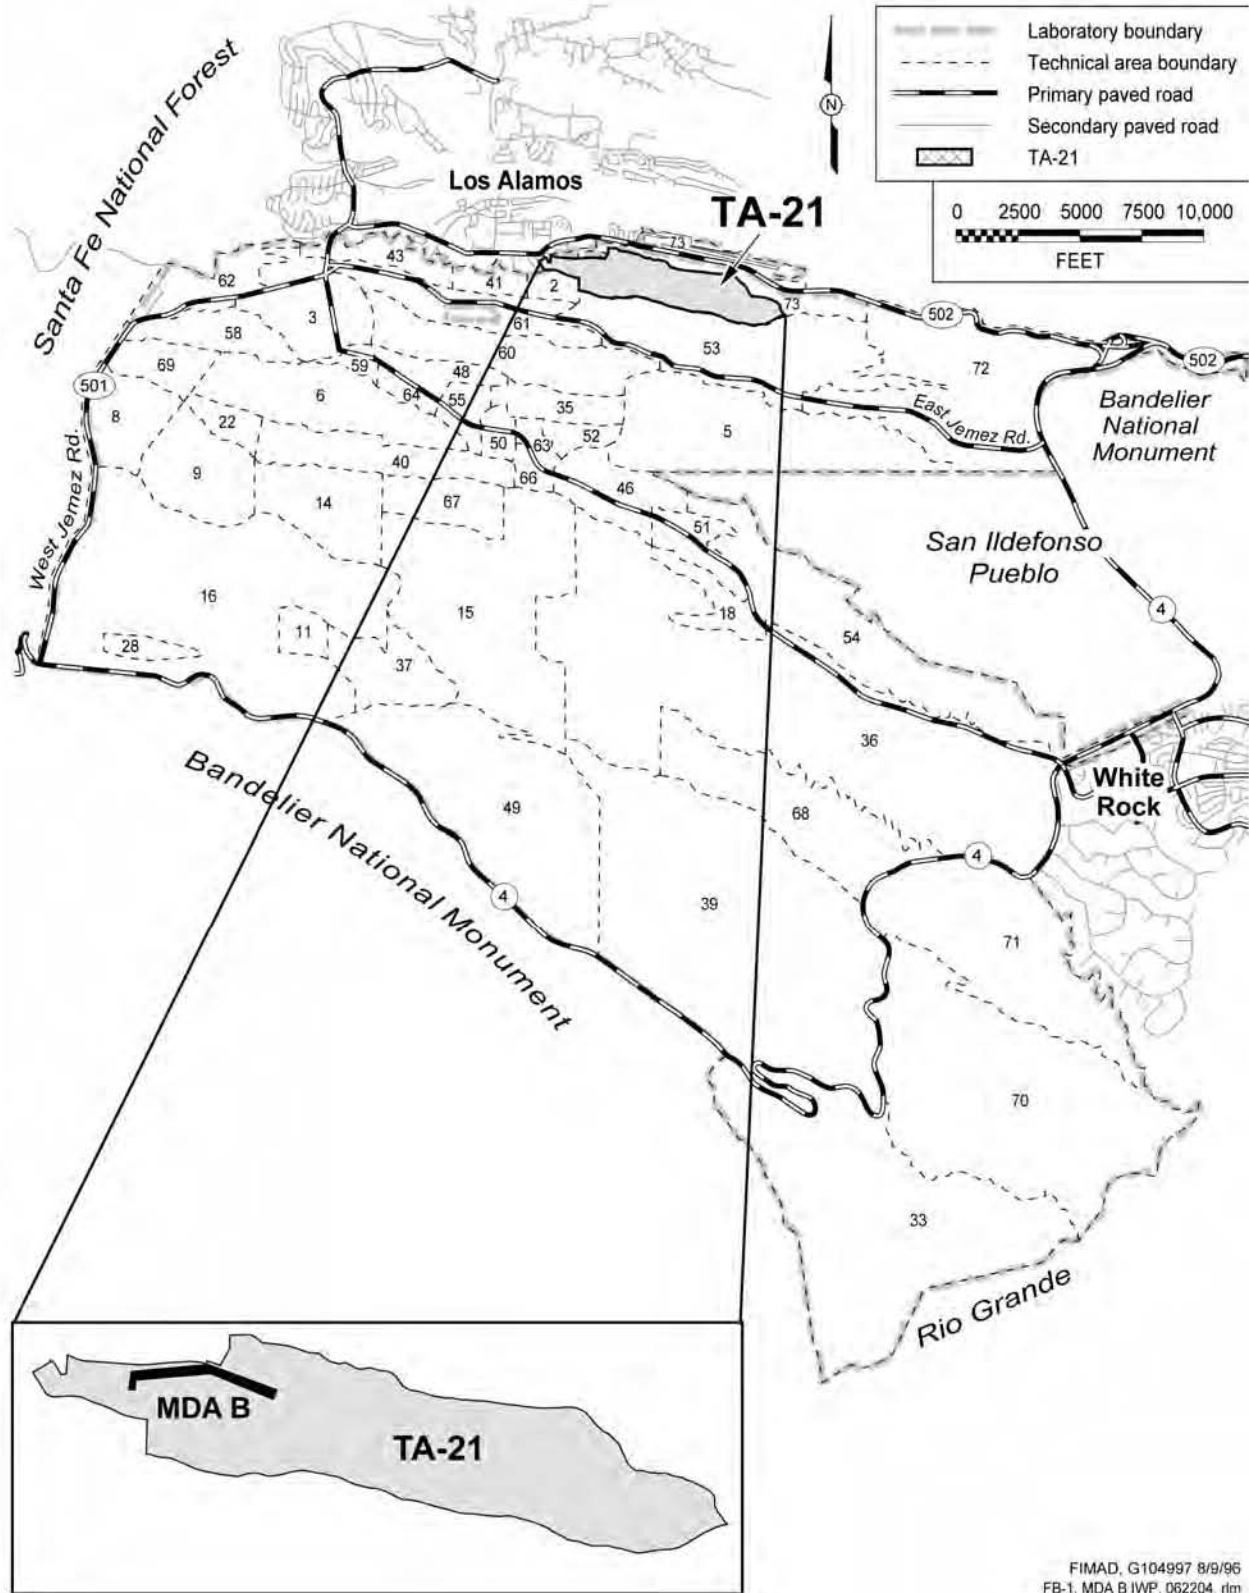 Laboratory boundary
Technical area boundary
Primary paved road
Secondary paved road
TA-21
0 2500 5000 7500 10,000
FEET
N
Santa Fe National Forest
Los Alamos
TA-21
73
43
62
41
2
73
502
3
61
58
53
60
72
502
69
59
48
501
64
6
55
35
8
22
East Jemez Rd.
Bandelier
National
Monument
5
52
50
63
40
9
66
46
14
67
51
West Jemez Rd.
San Ildefonso
Pueblo
16
15
18
4
11
54
28
37
36
Bandelier National Monument
White
Rock
49
68
4
4
39
71
70
33
Rio Grande
MDA B
TA-21
FIMAD, G104997 8/9/96
FB-1, MDA B IWP, 062204, rlm